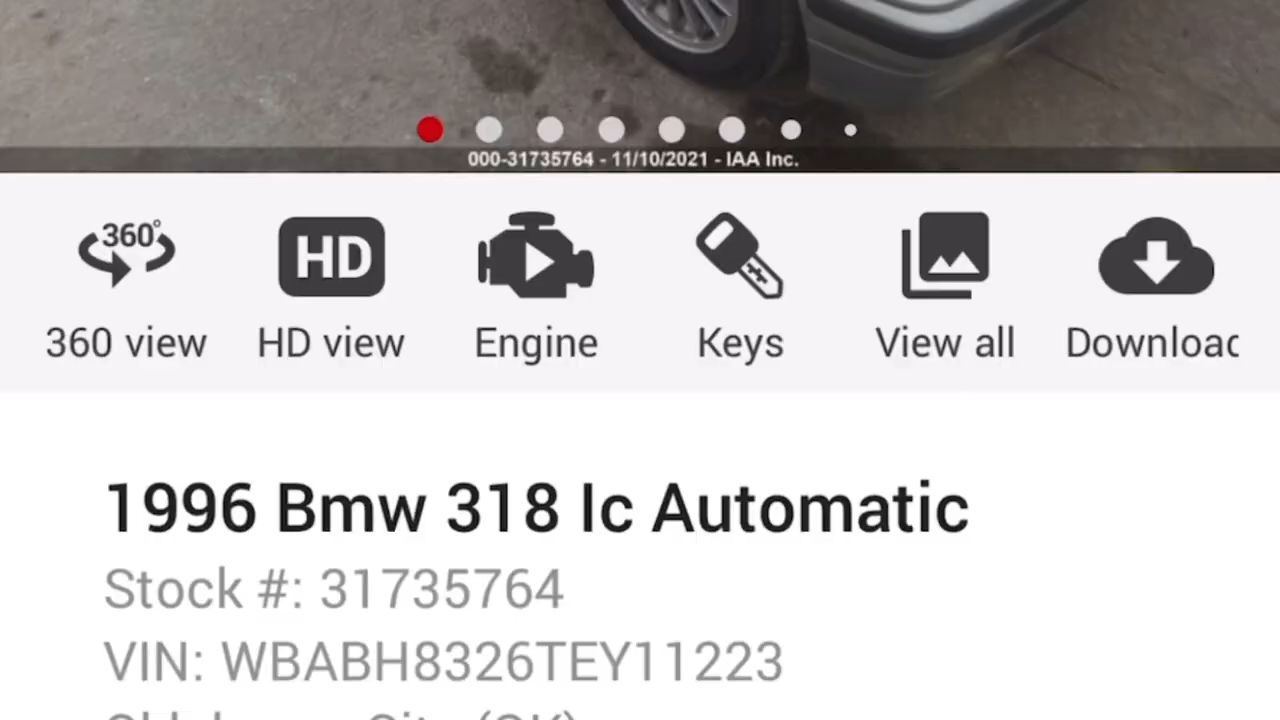 000-31735764 - 11/10/2021 - IAA Inc.
360°
HD
360 view
HD view
Engine
Keys
View all
Downloac
1996 Bmw 318 Ic Automatic
Stock #: 31735764
VIN: WBABH8326TEY11223